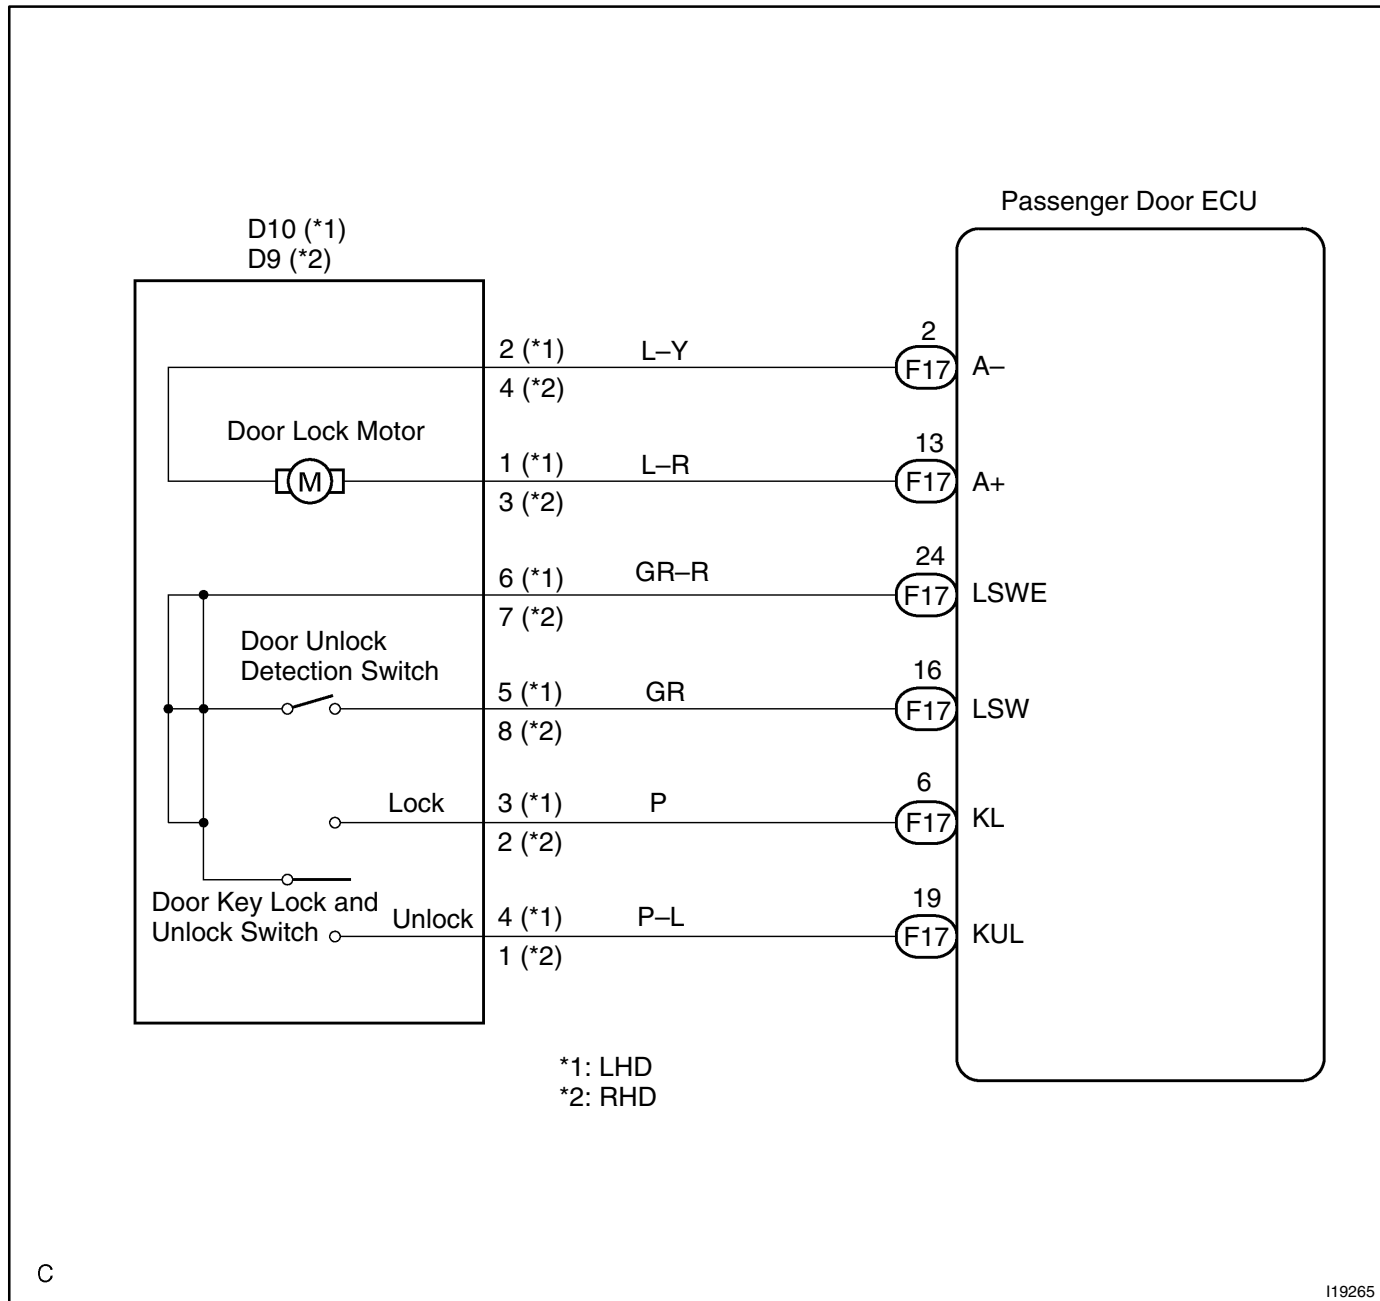 Passenger Door ECU
D10 (*1)
D9 (*2)
2 (*1) L–Y 2
4 (*2) F17 A–
Door Lock Motor
M
1 (*1) L–R 13
3 (*2) F17 A+
6 (*1) GR–R 24
7 (*2) F17 LSWE
Door Unlock
Detection Switch
5 (*1) GR 16
8 (*2) F17 LSW
Lock 3 (*1) P 6
2 (*2) F17 KL
Door Key Lock and
Unlock Switch
Unlock 4 (*1) P–L 19
1 (*2) F17 KUL
*1: LHD
*2: RHD
C
I19265